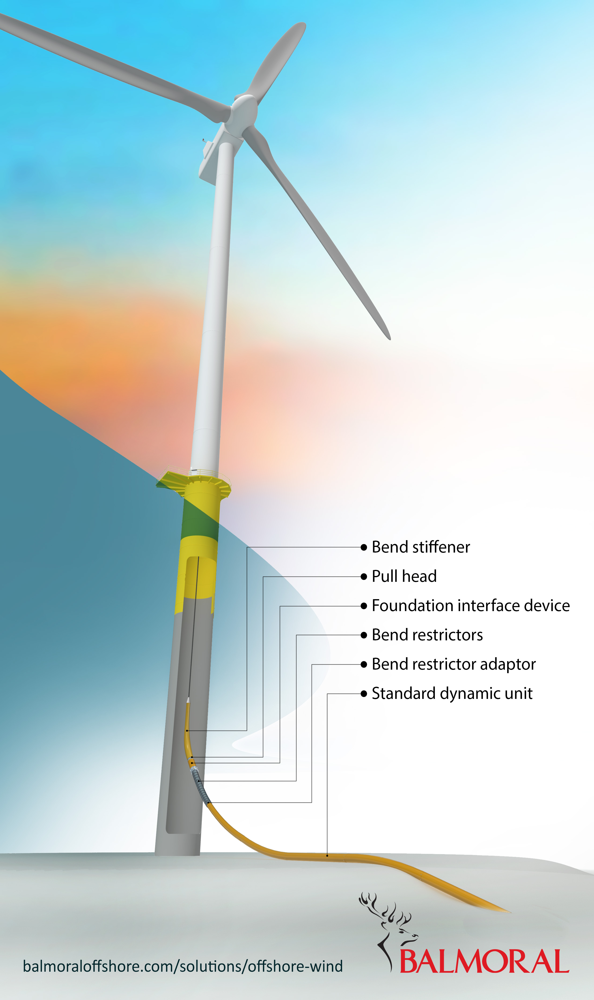 Bend stiffener
Pull head
Foundation interface device
Bend restrictors
Bend restrictor adaptor
Standard dynamic unit
balmoraloffshore.com/solutions/offshore-wind
BALMORAL